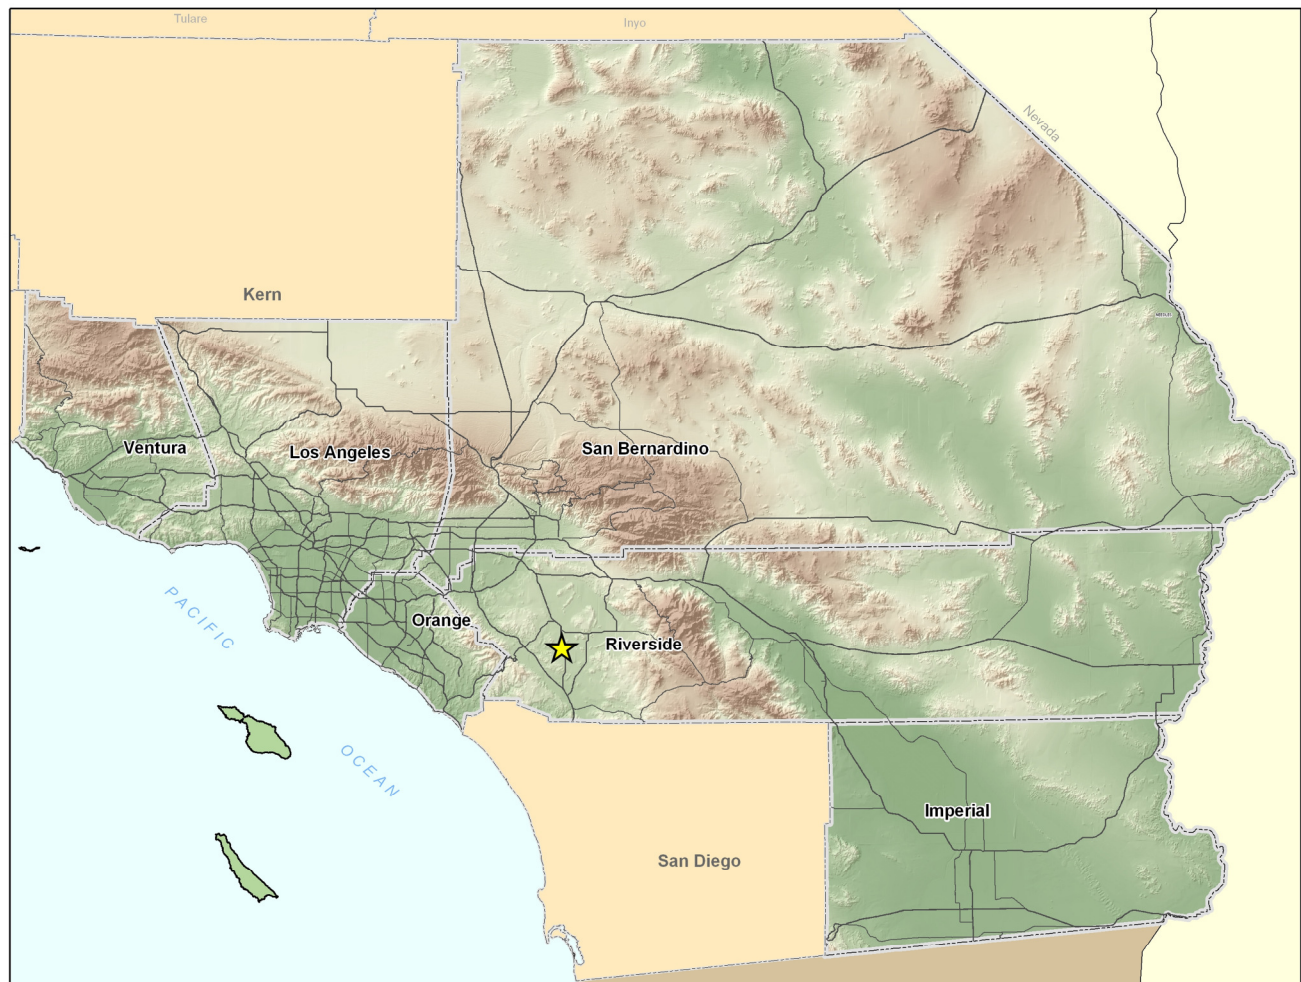 Tulare
Inyo
Nevada
Kern
Ventura
Los Angeles
San Bernardino
PACIFIC
Orange
Riverside
OCEAN
Imperial
San Diego